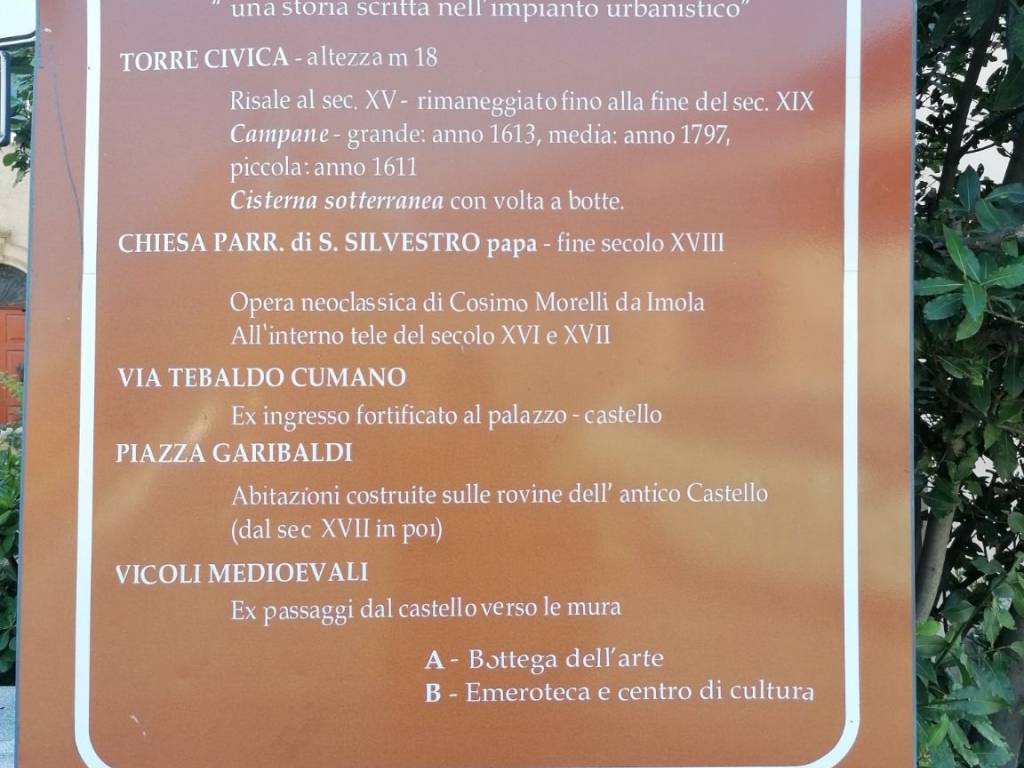 “una storia scritta nell'impianto urbanistico”
TORRE CIVICA - altezza m 18
Risale al sec. XV - rimaneggiato fino alla fine del sec. XIX
Campane - grande: anno 1613, media: anno 1797,
piccola: anno 1611
Cisterna sotterranea con volta a botte.
CHIESA PARR. di S. SILVESTRO papa - fine secolo XVIII
Opera neoclassica di Cosimo Morelli da Imola
All'interno tele del secolo XVI e XVII
VIA TEBALDO CUMANO
Ex ingresso fortificato al palazzo - castello
PIAZZA GARIBALDI
Abitazioni costruite sulle rovine dell' antico Castello
(dal sec XVII in poi)
VICOLI MEDIOEVALI
Ex passaggi dal castello verso le mura
A - Bottega dell'arte
B - Emeroteca e centro di cultura